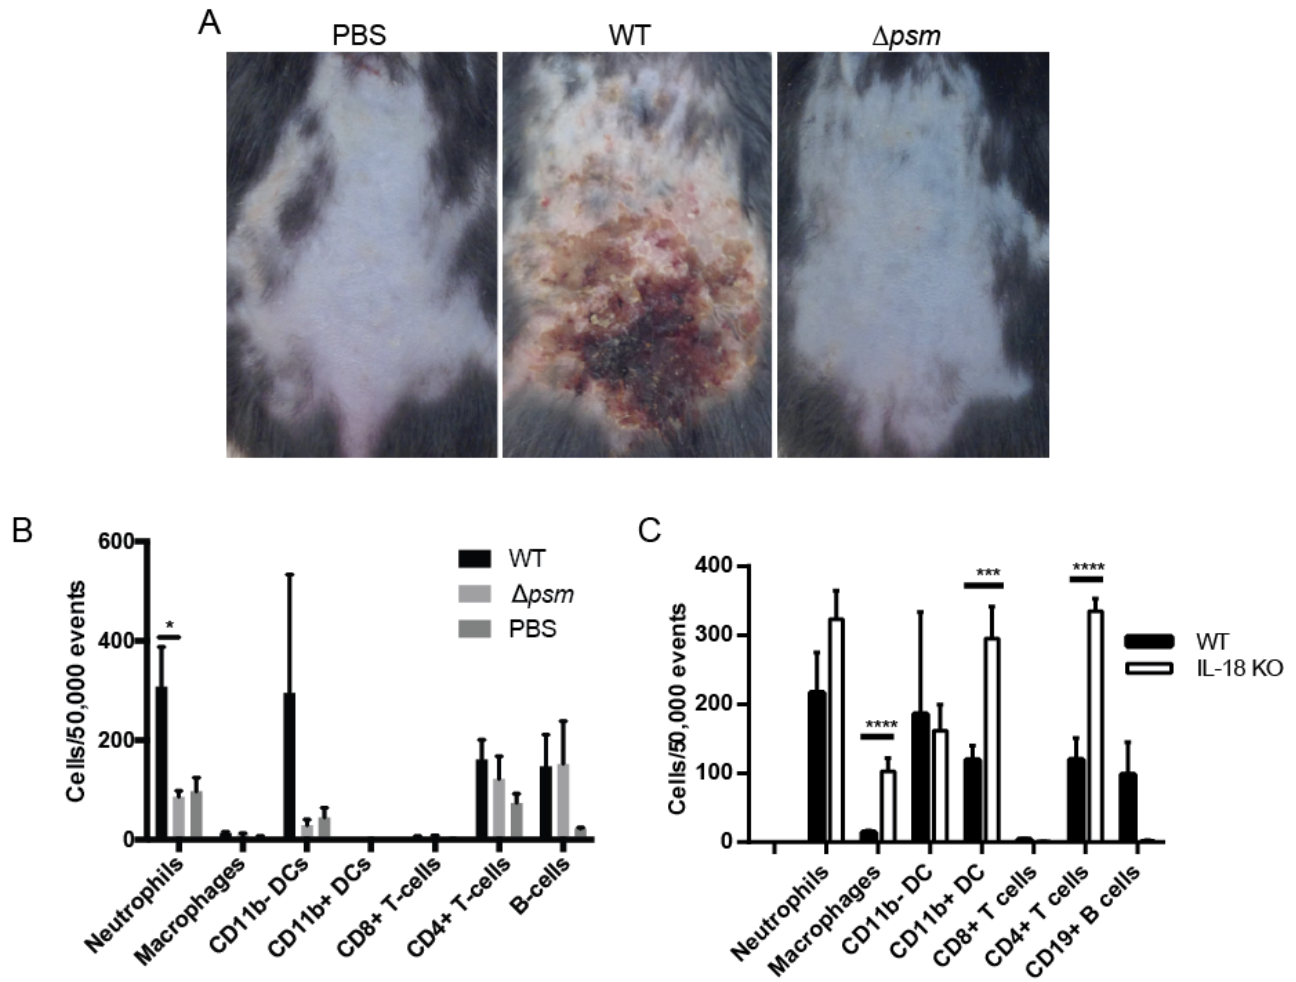 A
PBS
WT
Δpsm
B
Cells/50,000 events
600
400
200
0
*
WT
Δpsm
PBS
Neutrophils
Macrophages
CD11b- DCs
CD11b+ DCs
CD8+ T-cells
CD4+ T-cells
B-cells
C
Cells/50,000 events
400
300
200
100
0
****
***
****
WT
IL-18 KO
Neutrophils
Macrophages
CD11b- DC
CD11b+ DC
CD8+ T cells
CD4+ T cells
CD19+ B cells